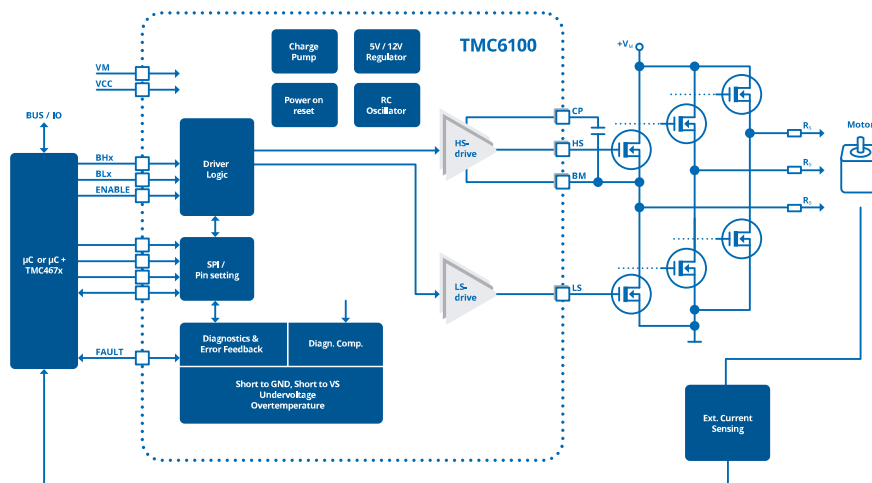 TMC6100
Charge
Pump
5V / 12V
Regulator
Power on
reset
RC
Oscillator
VM
VCC
BUS / IO
µC or µC +
TMC467x
BHx
BLx
ENABLE
FAULT
Driver
Logic
SPI /
Pin setting
Diagnostics &
Error Feedback
Diagn. Comp.
Short to GND, Short to VS
Undervoltage
Overtemperature
HS-
drive
LS-
drive
CP
HS
BM
LS
+VM
Motor
Ext. Current
Sensing